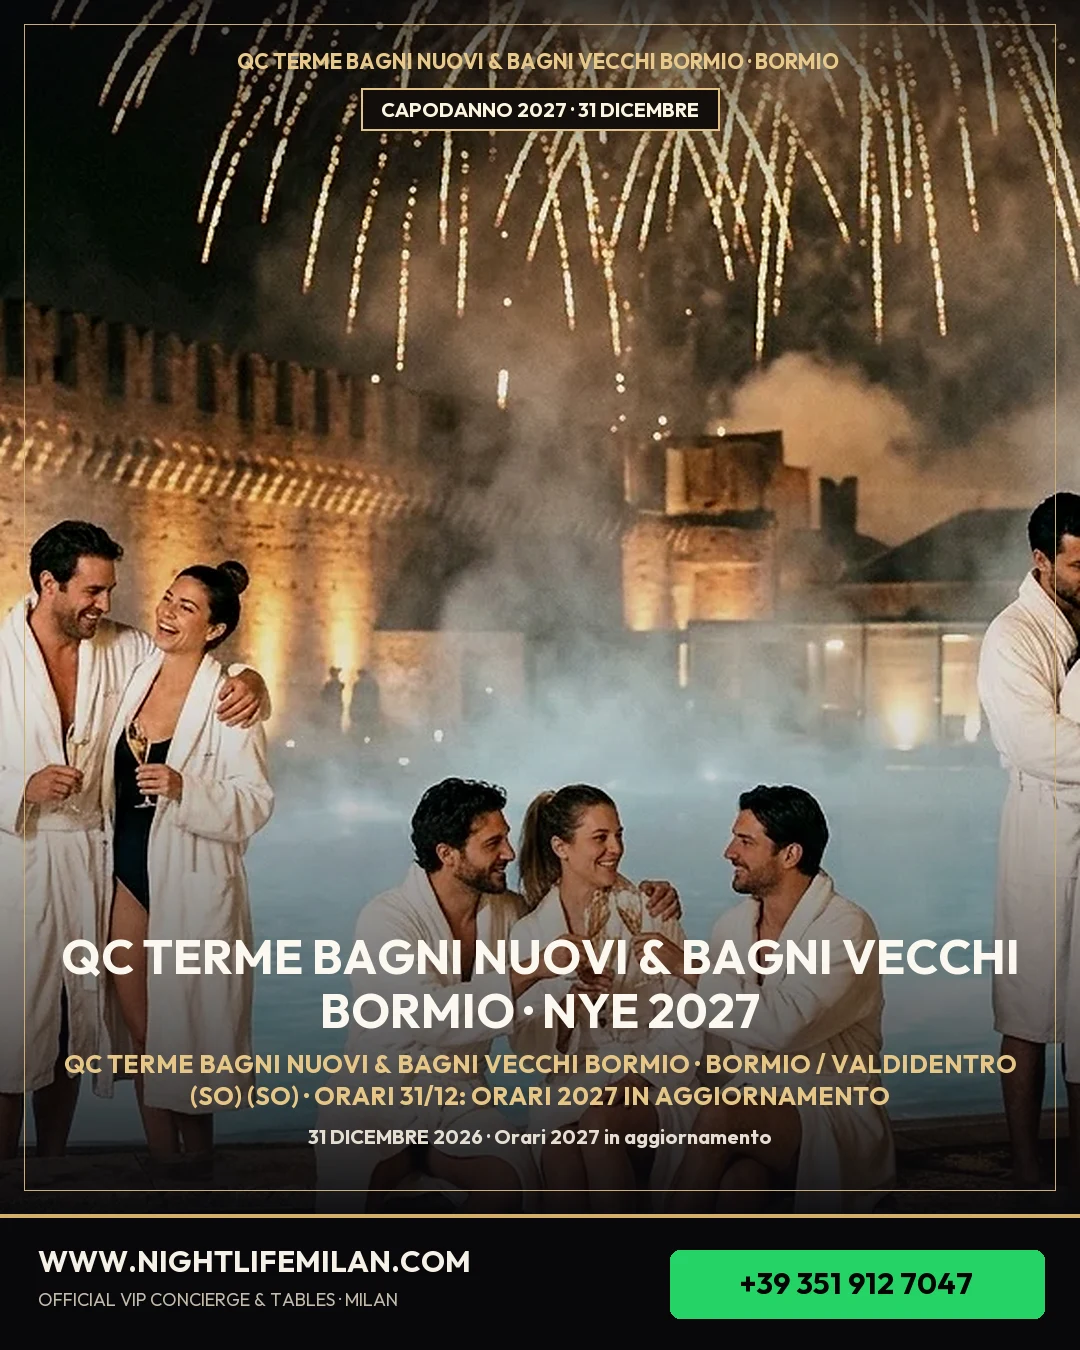 QC TERME BAGNI NUOVI & BAGNI VECCHI BORMIO · BORMIO
CAPODANNO 2027 · 31 DICEMBRE
QC TERME BAGNI NUOVI & BAGNI VECCHI
BORMIO · NYE 2027
QC TERME BAGNI NUOVI & BAGNI VECCHI BORMIO · BORMIO / VALDIDENTRO
(SO) (SO) · ORARI 31/12: ORARI 2027 IN AGGIORNAMENTO
31 DICEMBRE 2026 · Orari 2027 in aggiornamento
WWW.NIGHTLIFEMILAN.COM
OFFICIAL VIP CONCIERGE & TABLES · MILAN
+39 351 912 7047